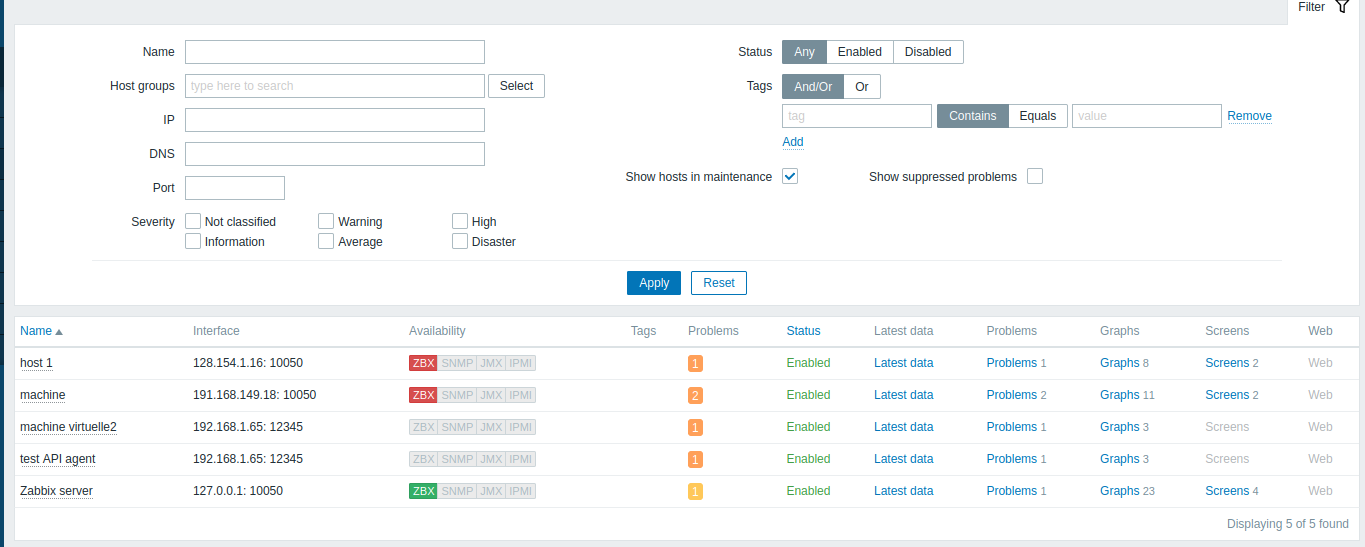 Filter
Name Status Any Enabled Disabled
Host groups type here to search Select Tags And/Or Or
IP tag Contains Equals value Remove
DNS Add
Port Show hosts in maintenance Show suppressed problems
Severity Not classified Warning High
Information Average Disaster
Apply Reset
Name Interface Availability Tags Problems Status Latest data Problems Graphs Screens Web
host 1 128.154.1.16: 10050 ZBX SNMP JMX IPMI 1 Enabled Latest data Problems 1 Graphs 8 Screens 2 Web
machine 191.168.149.18: 10050 ZBX SNMP JMX IPMI 2 Enabled Latest data Problems 2 Graphs 11 Screens 2 Web
machine virtuelle2 192.168.1.65: 12345 ZBX SNMP JMX IPMI 1 Enabled Latest data Problems 1 Graphs 3 Screens Web
test API agent 192.168.1.65: 12345 ZBX SNMP JMX IPMI 1 Enabled Latest data Problems 1 Graphs 3 Screens Web
Zabbix server 127.0.0.1: 10050 ZBX SNMP JMX IPMI 1 Enabled Latest data Problems 1 Graphs 23 Screens 4 Web
Displaying 5 of 5 found